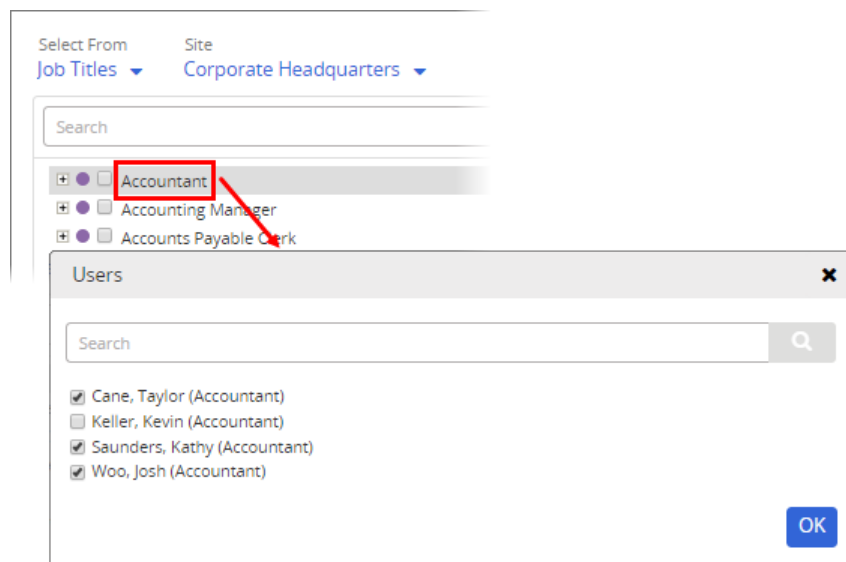 Select From Site
Job Titles Corporate Headquarters
Search
Accountant
Accounting Manager
Accounts Payable Clerk
Users
Search
Cane, Taylor (Accountant)
Keller, Kevin (Accountant)
Saunders, Kathy (Accountant)
Woo, Josh (Accountant)
OK